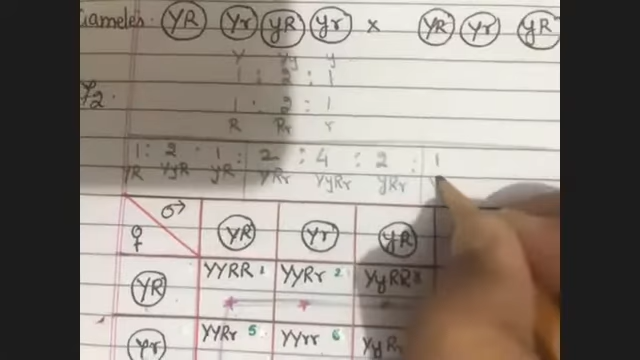 Gametes. YR Yr yR yr x YR Yr yR
Y Yy y
1 : 2 : 1
F2. 1 : 2 : 1
R Rr r
1 : 2 : 1 : 2 : 4 : 2 : 1
YR YyR yR YRr YyRr yRr Y
♂
♀ YR Yr yR
YR YYRR 1 YYRr 2 YyRR 3
Yr YYRr 5 YYrr 6 YyRr